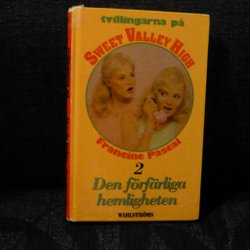 tvillingarna på
SWEET VALLEY HIGH
Francine Pascal
2
Den förfärliga
hemligheten
WAHLSTRÖMS